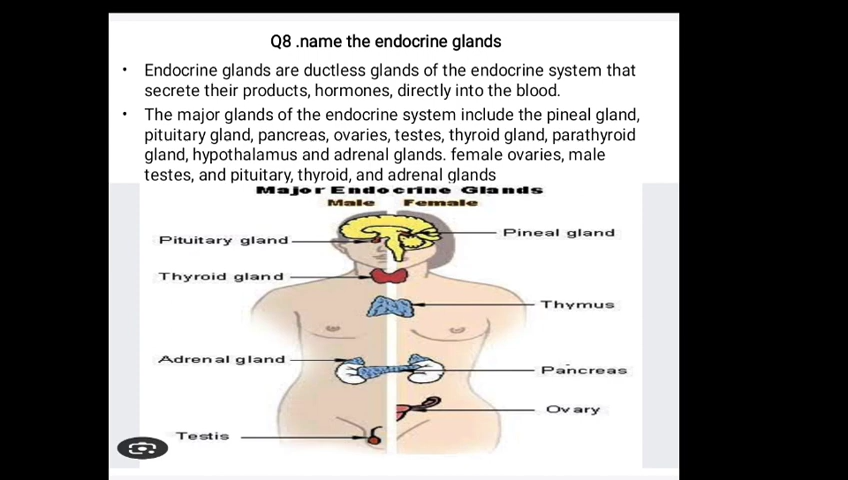 Q8 .name the endocrine glands
• Endocrine glands are ductless glands of the endocrine system that
secrete their products, hormones, directly into the blood.
• The major glands of the endocrine system include the pineal gland,
pituitary gland, pancreas, ovaries, testes, thyroid gland, parathyroid
gland, hypothalamus and adrenal glands. female ovaries, male
testes, and pituitary, thyroid, and adrenal glands
Major Endocrine Glands
Male Female
Pituitary gland
Pineal gland
Thyroid gland
Thymus
Adrenal gland
Pancreas
Ovary
Testis